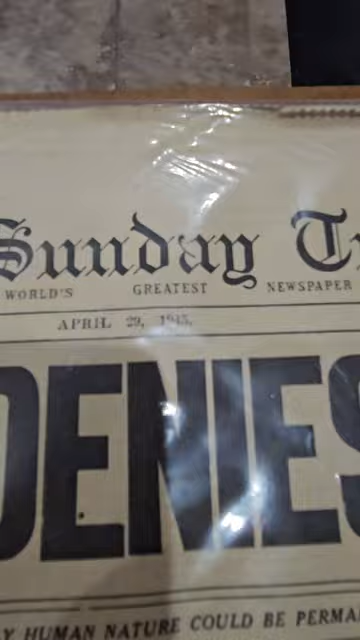 Sunday Tr
WORLD'S GREATEST NEWSPAPER
APRIL 29, 1945.
DENIES
Y HUMAN NATURE COULD BE PERMA